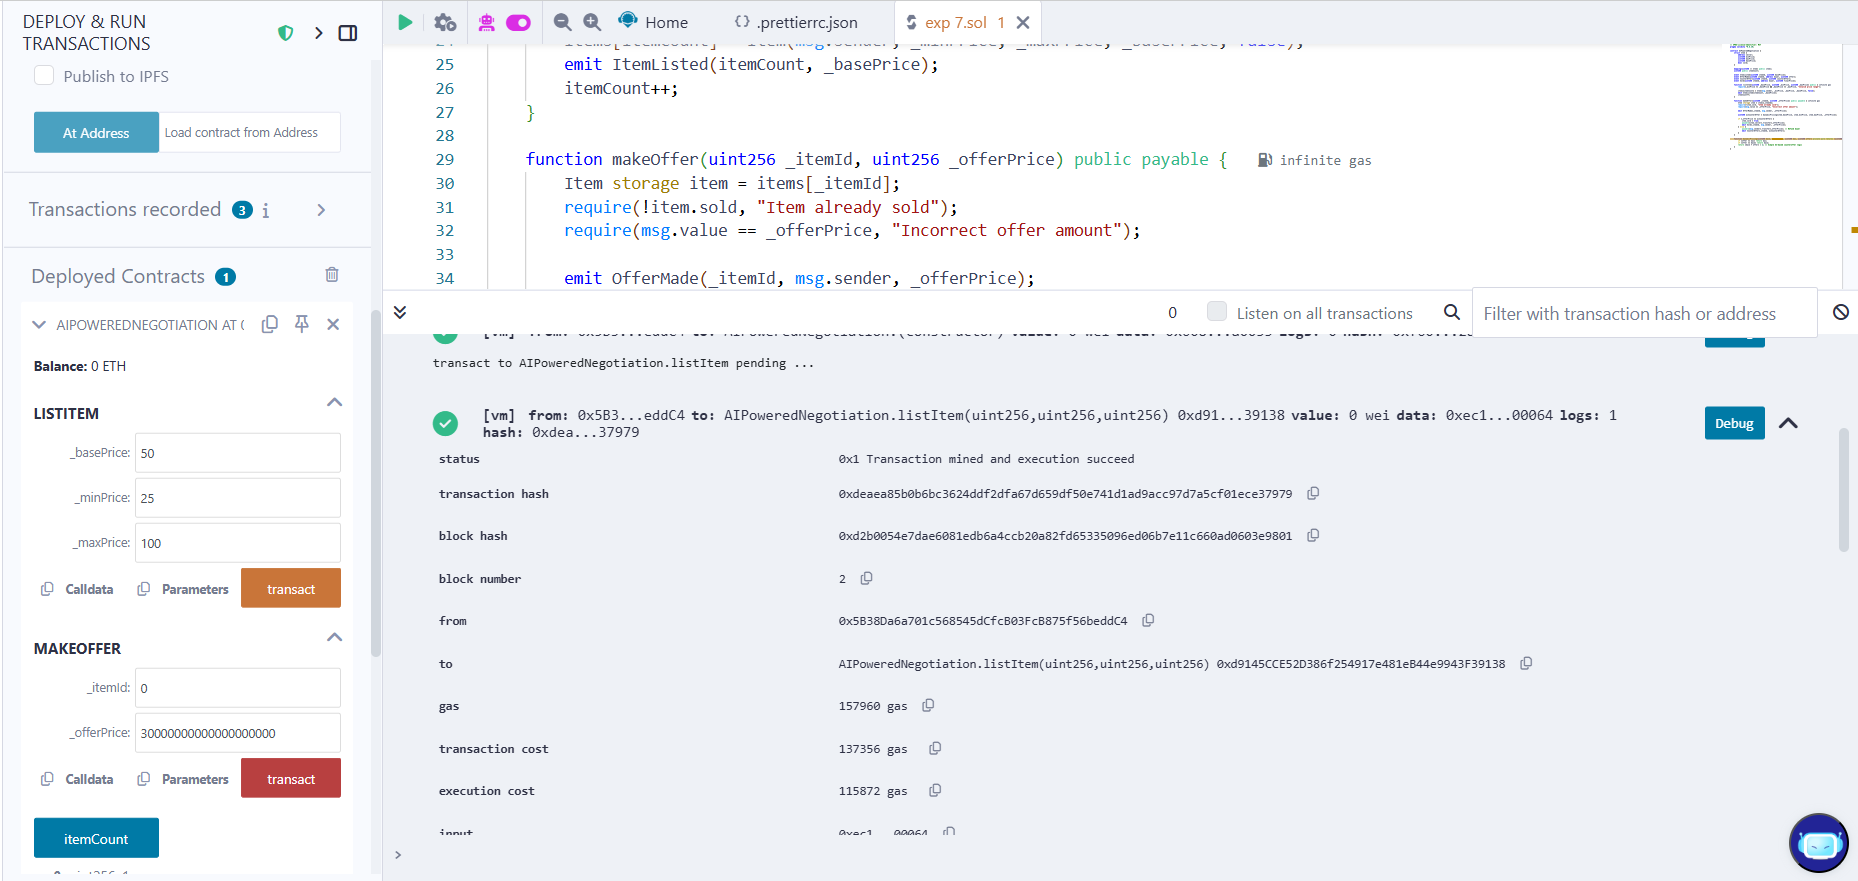 DEPLOY & RUN
TRANSACTIONS
Publish to IPFS
At Address
Load contract from Address
Transactions recorded 3 i
Deployed Contracts 1
AIPOWEREDNEGOTIATION AT (
Balance: 0 ETH
LISTITEM
_basePrice: 50
_minPrice: 25
_maxPrice: 100
Calldata Parameters transact
MAKEOFFER
_itemId: 0
_offerPrice: 30000000000000000000
Calldata Parameters transact
itemCount
Home
.prettierrc.json
exp 7.sol 1
25 emit ItemListed(itemCount, _basePrice);
26 itemCount++;
27 }
28
29 function makeOffer(uint256 _itemId, uint256 _offerPrice) public payable { infinite gas
30 Item storage item = items[_itemId];
31 require(!item.sold, "Item already sold");
32 require(msg.value == _offerPrice, "Incorrect offer amount");
33
34 emit OfferMade(_itemId, msg.sender, _offerPrice);
0 Listen on all transactions Filter with transaction hash or address
transact to AIPoweredNegotiation.listItem pending ...
[vm] from: 0x5B3...eddC4 to: AIPoweredNegotiation.listItem(uint256,uint256,uint256) 0xd91...39138 value: 0 wei data: 0xec1...00064 logs: 1
hash: 0xdea...37979
Debug
status 0x1 Transaction mined and execution succeed
transaction hash 0xdeaea85b0b6bc3624ddf2dfa67d659df50e741d1ad9acc97d7a5cf01ece37979
block hash 0xd2b0054e7dae6081edb6a4ccb20a82fd65335096ed06b7e11c660ad0603e9801
block number 2
from 0x5B38Da6a701c568545dCfcB03FcB875f56beddC4
to AIPoweredNegotiation.listItem(uint256,uint256,uint256) 0xd9145CCE52D386f254917e481eB44e9943F39138
gas 157960 gas
transaction cost 137356 gas
execution cost 115872 gas
input 0xec1...00064
>